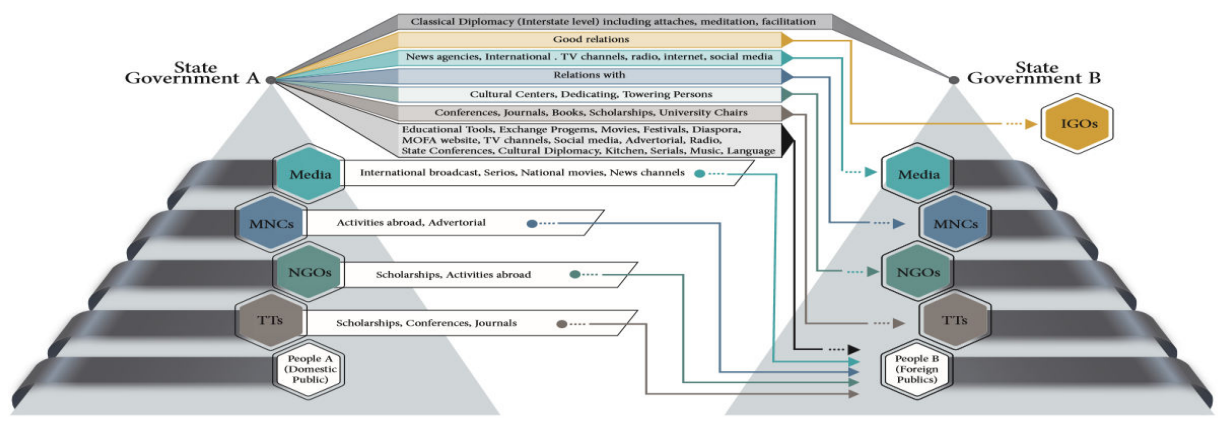 Classical Diplomacy (Interstate level) including attaches, meditation, facilitation
Good relations
News agencies, International . TV channels, radio, internet, social media
Relations with
Cultural Centers, Dedicating, Towering Persons
Conferences, Journals, Books, Scholarships, University Chairs
Educational Tools, Exchange Progems, Movies, Festivals, Diaspora,
MOFA website, TV channels, Social media, Advertorial, Radio,
State Conferences, Cultural Diplomacy, Kitchen, Serials, Music, Language
State
Government A
State
Government B
IGOs
Media
International broadcast, Serios, National movies, News channels
Media
MNCs
Activities abroad, Advertorial
MNCs
NGOs
Scholarships, Activities abroad
NGOs
TTs
Scholarships, Conferences, Journals
TTs
People A
(Domestic
Public)
People B
(Foreign
Publics)